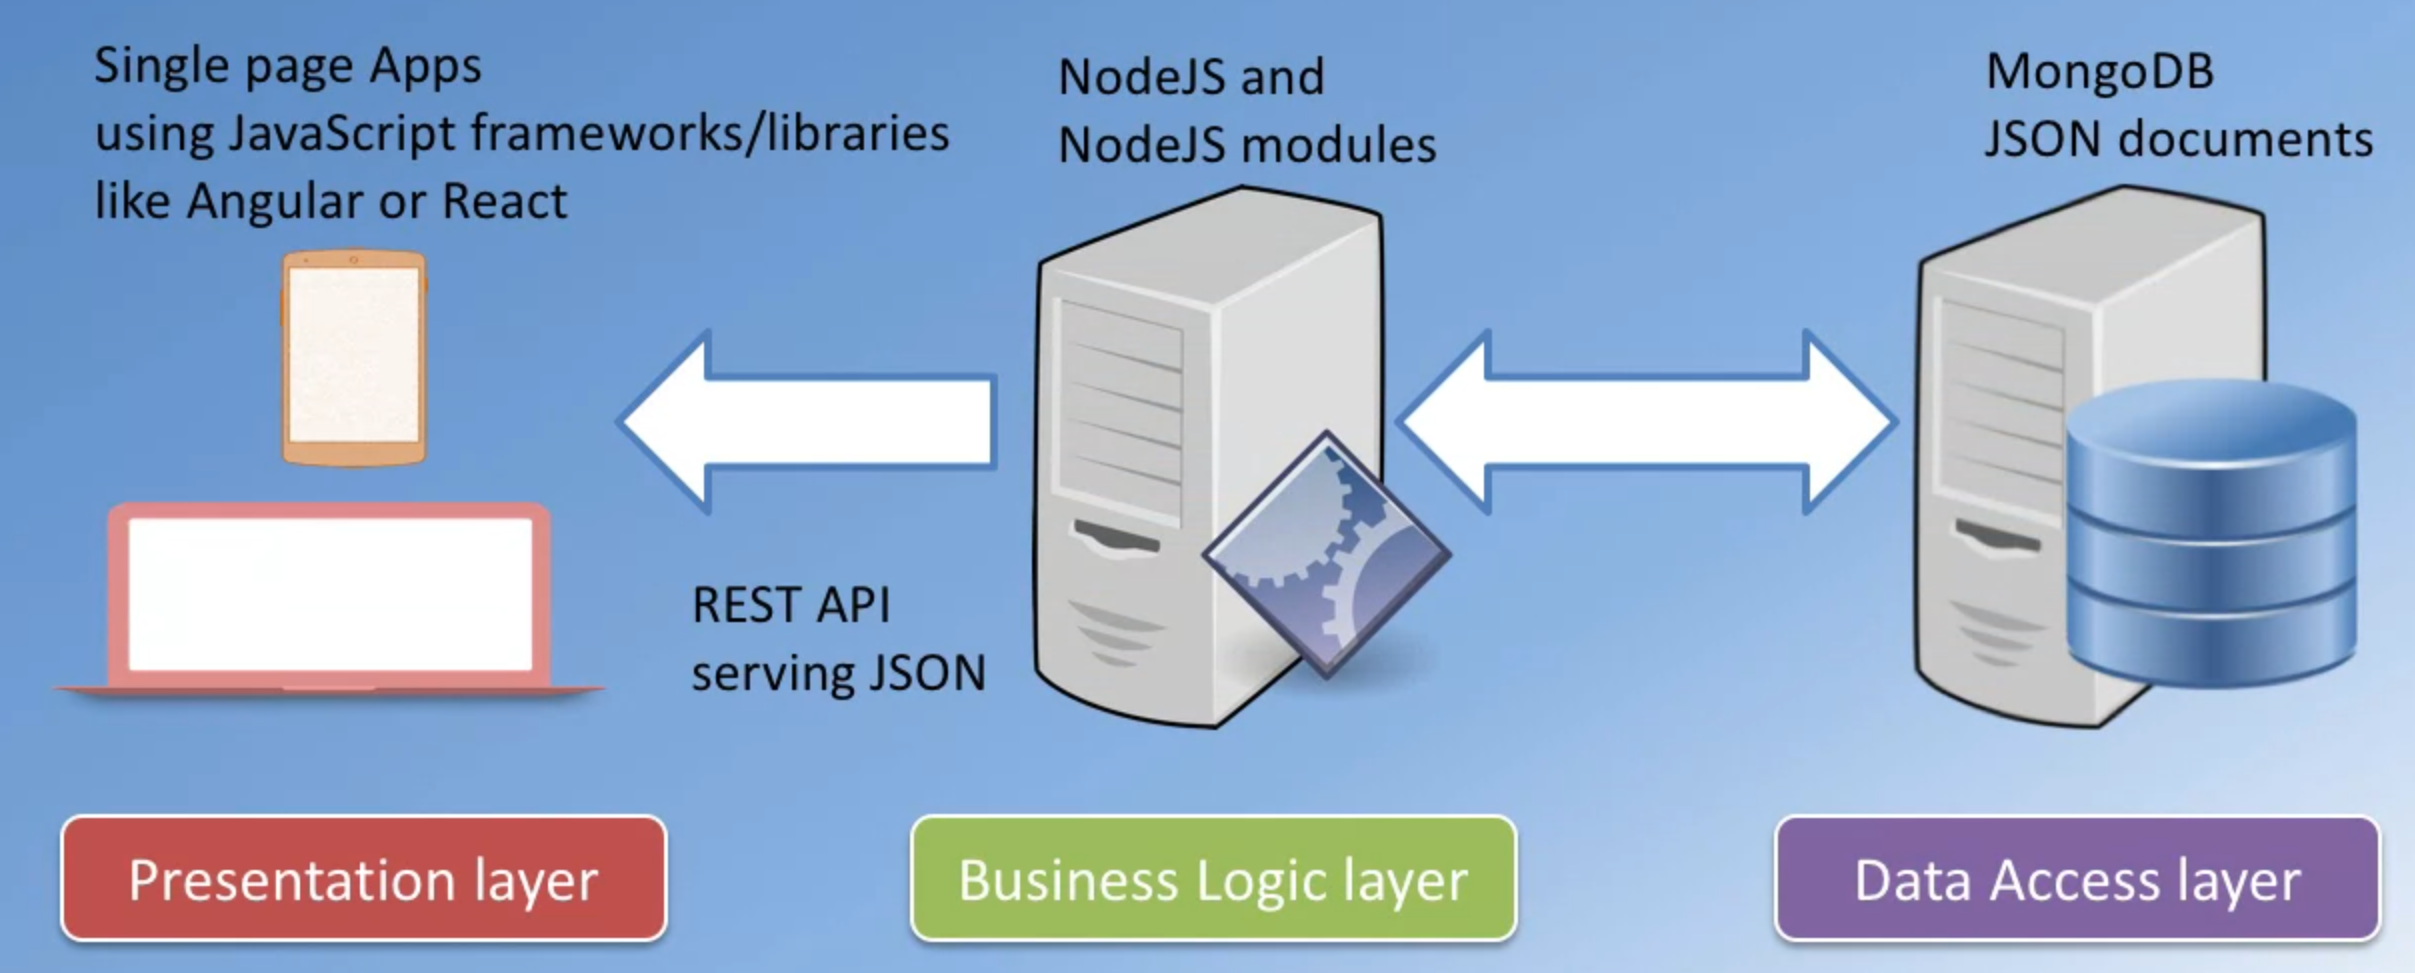 Single page Apps
using JavaScript frameworks/libraries
like Angular or React
NodeJS and
NodeJS modules
MongoDB
JSON documents
REST API
serving JSON
Presentation layer
Business Logic layer
Data Access layer